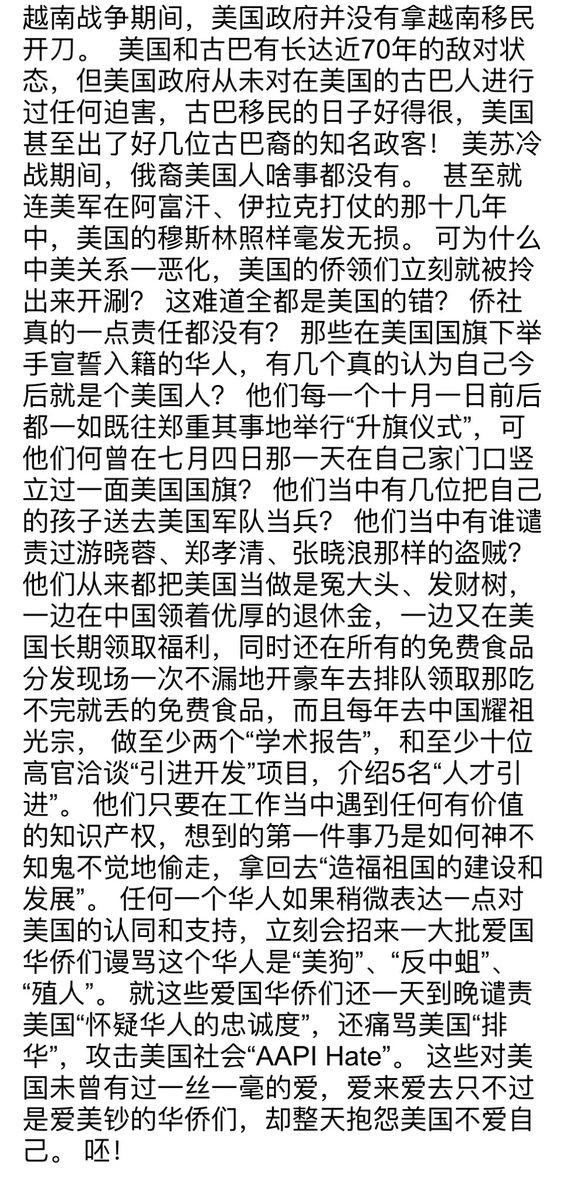 越南战争期间，美国政府并没有拿越南移民
开刀。 美国和古巴有长达近70年的敌对状
态，但美国政府从未对在美国的古巴人进行
过任何迫害，古巴移民的日子好得很，美国
甚至出了好几位古巴裔的知名政客！ 美苏冷
战期间，俄裔美国人啥事都没有。 甚至就
连美军在阿富汗、伊拉克打仗的那十几年
中，美国的穆斯林照样毫发无损。 可为什么
中美关系一恶化，美国的侨领们立刻就被拎
出来开涮？ 这难道全都是美国的错？ 侨社
真的一点责任都没有？ 那些在美国国旗下举
手宣誓入籍的华人，有几个真的认为自己今
后就是个美国人？ 他们每一个十月一日前后
都一如既往郑重其事地举行“升旗仪式”，可
他们何曾在七月四日那一天在自己家门口竖
立过一面美国国旗？ 他们当中有几位把自己
的孩子送去美国军队当兵？ 他们当中有谁谴
责过游晓蓉、郑孝清、张晓浪那样的盗贼？
他们从来都把美国当做是冤大头、发财树，
一边在中国领着优厚的退休金，一边又在美
国长期领取福利，同时还在所有的免费食品
分发现场一次不漏地开豪车去排队领取那吃
不完就丢的免费食品，而且每年去中国耀祖
光宗， 做至少两个“学术报告”，和至少十位
高官洽谈“引进开发”项目，介绍5名“人才引
进”。 他们只要在工作当中遇到任何有价值
的知识产权，想到的第一件事乃是如何神不
知鬼不觉地偷走，拿回去“造福祖国的建设和
发展”。 任何一个华人如果稍微表达一点对
美国的认同和支持，立刻会招来一大批爱国
华侨们谩骂这个华人是“美狗”、“反中蛆”、
“殖人”。 就这些爱国华侨们还一天到晚谴责
美国“怀疑华人的忠诚度”，还痛骂美国“排
华”，攻击美国社会“AAPI Hate”。 这些对美
国未曾有过一丝一毫的爱，爱来爱去只不过
是爱美钞的华侨们，却整天抱怨美国不爱自
己。 呸！